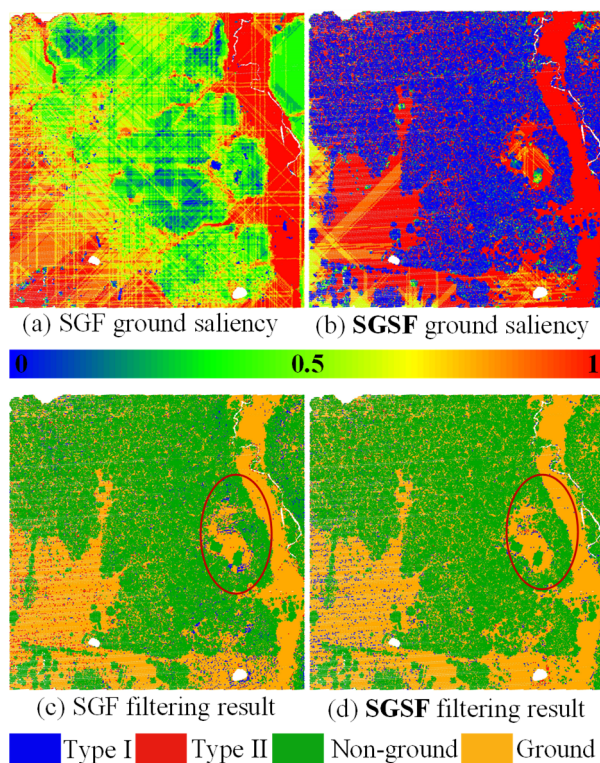 (a) SGF ground saliency (b) SGSF ground saliency
0 0.5 1
(c) SGF filtering result (d) SGSF filtering result
Type I Type II Non-ground Ground